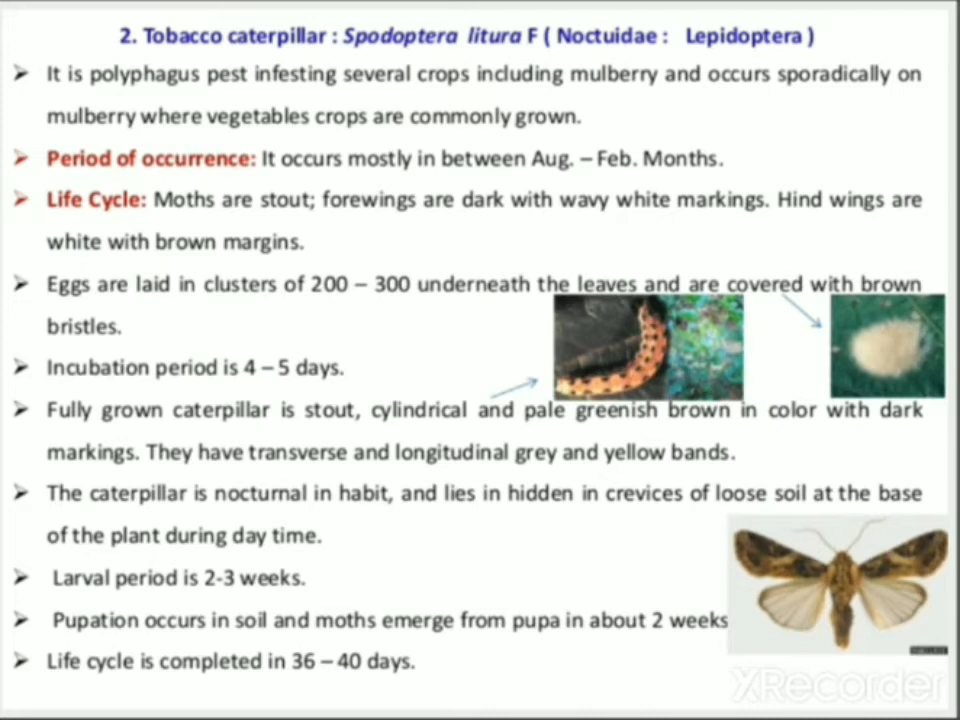 2. Tobacco caterpillar : Spodoptera litura F ( Noctuidae : Lepidoptera )
➢ It is polyphagus pest infesting several crops including mulberry and occurs sporadically on
mulberry where vegetables crops are commonly grown.
➢ Period of occurrence: It occurs mostly in between Aug. – Feb. Months.
➢ Life Cycle: Moths are stout; forewings are dark with wavy white markings. Hind wings are
white with brown margins.
➢ Eggs are laid in clusters of 200 – 300 underneath the leaves and are covered with brown
bristles.
➢ Incubation period is 4 – 5 days.
➢ Fully grown caterpillar is stout, cylindrical and pale greenish brown in color with dark
markings. They have transverse and longitudinal grey and yellow bands.
➢ The caterpillar is nocturnal in habit, and lies in hidden in crevices of loose soil at the base
of the plant during day time.
➢ Larval period is 2-3 weeks.
➢ Pupation occurs in soil and moths emerge from pupa in about 2 weeks
➢ Life cycle is completed in 36 – 40 days.
XRecorder